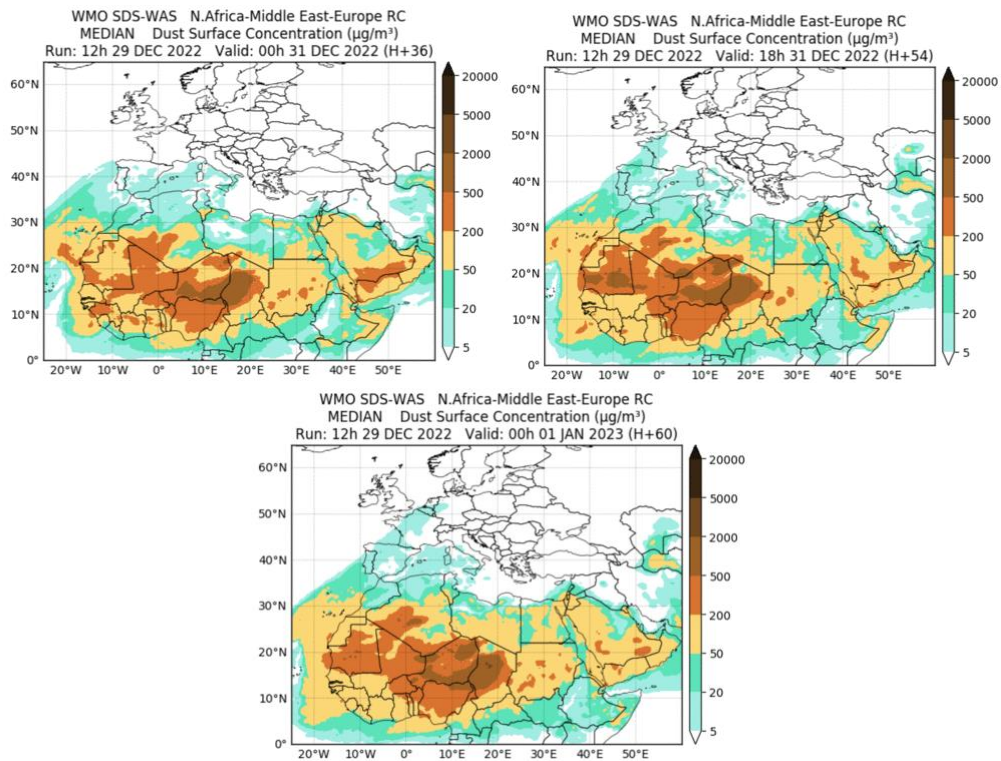 WMO SDS-WAS N.Africa-Middle East-Europe RC
MEDIAN Dust Surface Concentration (µg/m³)
Run: 12h 29 DEC 2022 Valid: 00h 31 DEC 2022 (H+36)
60°N
50°N
40°N
30°N
20°N
10°N
0°
20°W 10°W 0° 10°E 20°E 30°E 40°E 50°E
20000
5000
2000
500
200
50
20
5
WMO SDS-WAS N.Africa-Middle East-Europe RC
MEDIAN Dust Surface Concentration (µg/m³)
Run: 12h 29 DEC 2022 Valid: 18h 31 DEC 2022 (H+54)
60°N
50°N
40°N
30°N
20°N
10°N
0°
20°W 10°W 0° 10°E 20°E 30°E 40°E 50°E
20000
5000
2000
500
200
50
20
5
WMO SDS-WAS N.Africa-Middle East-Europe RC
MEDIAN Dust Surface Concentration (µg/m³)
Run: 12h 29 DEC 2022 Valid: 00h 01 JAN 2023 (H+60)
60°N
50°N
40°N
30°N
20°N
10°N
0°
20°W 10°W 0° 10°E 20°E 30°E 40°E 50°E
20000
5000
2000
500
200
50
20
5